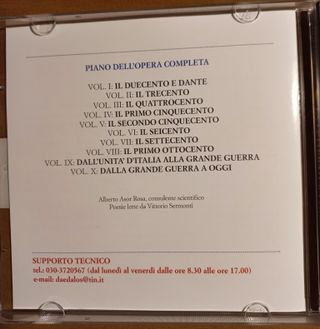 PIANO DELL'OPERA COMPLETA
VOL. I: IL DUECENTO E DANTE
VOL. II: IL TRECENTO
VOL. III: IL QUATTROCENTO
VOL. IV: IL PRIMO CINQUECENTO
VOL. V: IL SECONDO CINQUECENTO
VOL. VI: IL SEICENTO
VOL. VII: IL SETTECENTO
VOL. VIII: IL PRIMO OTTOCENTO
VOL. IX: DALL'UNITA' D'ITALIA ALLA GRANDE GUERRA
VOL. X: DALLA GRANDE GUERRA A OGGI
Alberto Asor Rosa, consulente scientifico
Poesie lette da Vittorio Sermonti
SUPPORTO TECNICO
tel.: 030-3720367 (dal lunedì al venerdì dalle ore 8.30 alle ore 17.00)
e-mail: daedalos@tin.it